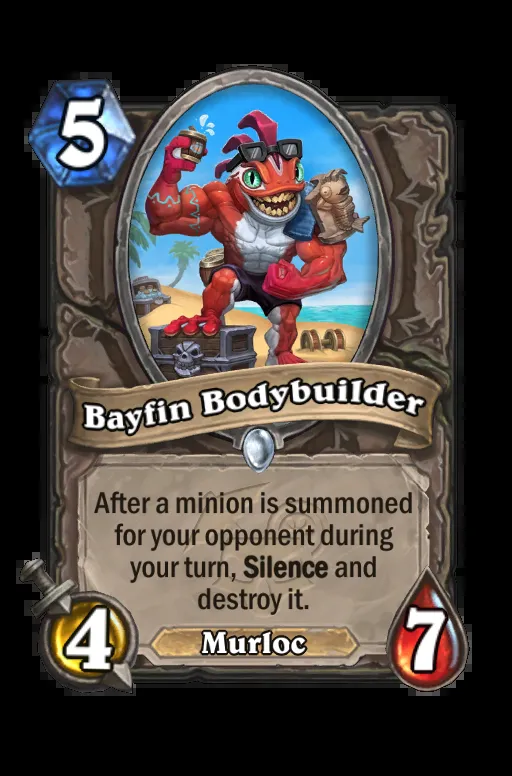 5
Bayfin Bodybuilder
After a minion is summoned
for your opponent during
your turn, Silence and
destroy it.
4
Murloc
7